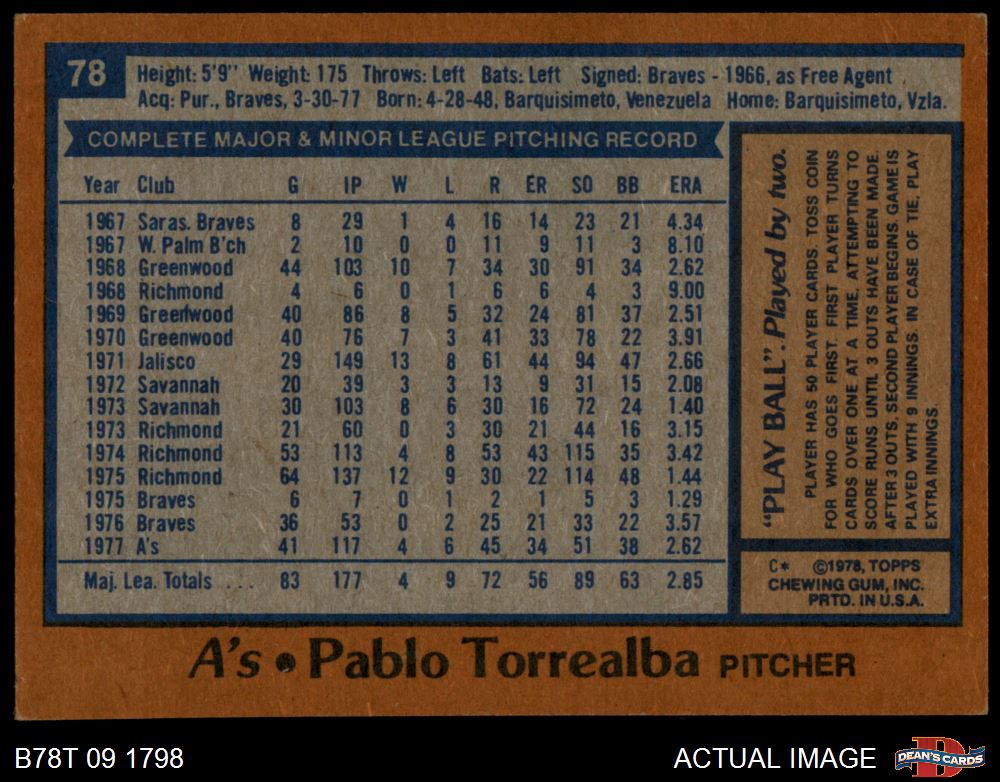 78
Height: 5'9" Weight: 175 Throws: Left Bats: Left Signed: Braves - 1966, as Free Agent
Acq: Pur., Braves, 3-30-77 Born: 4-28-48, Barquisimeto, Venezuela Home: Barquisimeto, Vzla.
COMPLETE MAJOR & MINOR LEAGUE PITCHING RECORD
Year Club G IP W L R ER SO BB ERA
1967 Saras. Braves 8 29 1 4 16 14 23 21 4.34
1967 W. Palm B'ch 2 10 0 0 11 9 11 3 8.10
1968 Greenwood 44 103 10 7 34 30 91 34 2.62
1968 Richmond 4 6 0 1 6 6 4 3 9.00
1969 Greenwood 40 86 8 5 32 24 81 37 2.51
1970 Greenwood 40 76 7 3 41 33 78 22 3.91
1971 Jalisco 29 149 13 8 61 44 94 47 2.66
1972 Savannah 20 39 3 3 13 9 31 15 2.08
1973 Savannah 30 103 8 6 30 16 72 24 1.40
1973 Richmond 21 60 0 3 30 21 44 16 3.15
1974 Richmond 53 113 4 8 53 43 115 35 3.42
1975 Richmond 64 137 12 9 30 22 114 48 1.44
1975 Braves 6 7 0 1 2 1 5 3 1.29
1976 Braves 36 53 0 2 25 21 33 22 3.57
1977 A's 41 117 4 6 45 34 51 38 2.62
Maj. Lea. Totals ... 83 177 4 9 72 56 89 63 2.85
"PLAY BALL". Played by two.
PLAYER HAS 50 PLAYER CARDS. TOSS COIN
FOR WHO GOES FIRST. FIRST PLAYER TURNS
CARDS OVER ONE AT A TIME, ATTEMPTING TO
SCORE RUNS UNTIL 3 OUTS HAVE BEEN MADE.
AFTER 3 OUTS, SECOND PLAYER BEGINS. GAME IS
PLAYED WITH 9 INNINGS. IN CASE OF TIE, PLAY
EXTRA INNINGS.
C* ©1978, TOPPS
CHEWING GUM, INC.
PRTD. IN U.S.A.
A's • Pablo Torrealba PITCHER
B78T 09 1798
ACTUAL IMAGE
D
DEAN'S CARDS